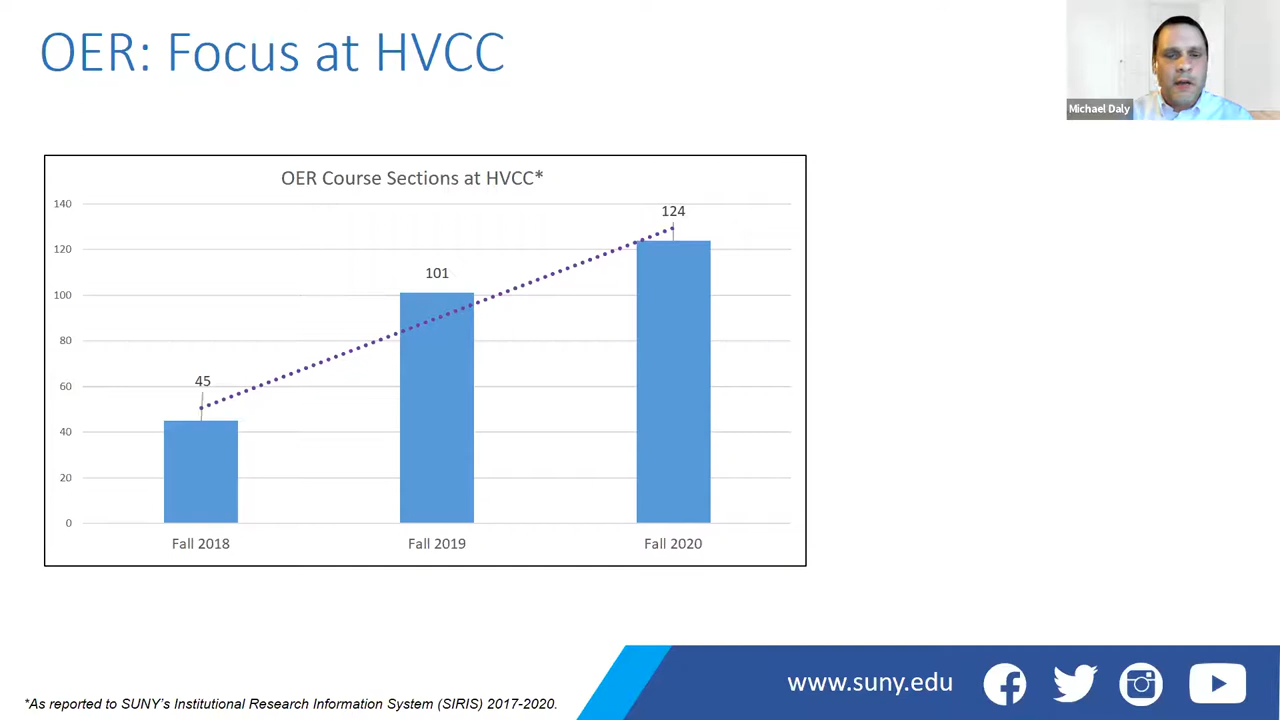 OER: Focus at HVCC
Michael Daly
OER Course Sections at HVCC*
140
120
100
80
60
40
20
0
45
101
124
Fall 2018
Fall 2019
Fall 2020
www.suny.edu
*As reported to SUNY's Institutional Research Information System (SIRIS) 2017-2020.